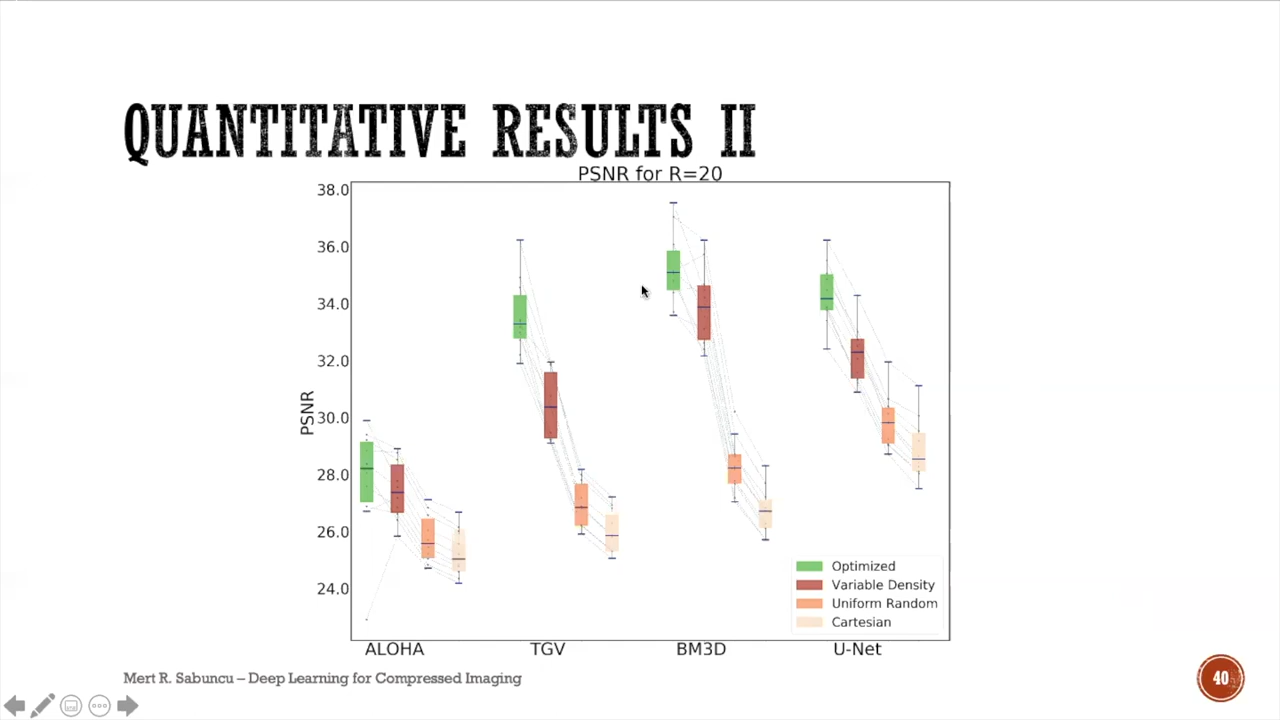 QUANTITATIVE RESULTS II
PSNR for R=20
38.0
36.0
34.0
32.0
30.0
28.0
26.0
24.0
PSNR
ALOHA TGV BM3D U-Net
Optimized
Variable Density
Uniform Random
Cartesian
Mert R. Sabuncu – Deep Learning for Compressed Imaging
40